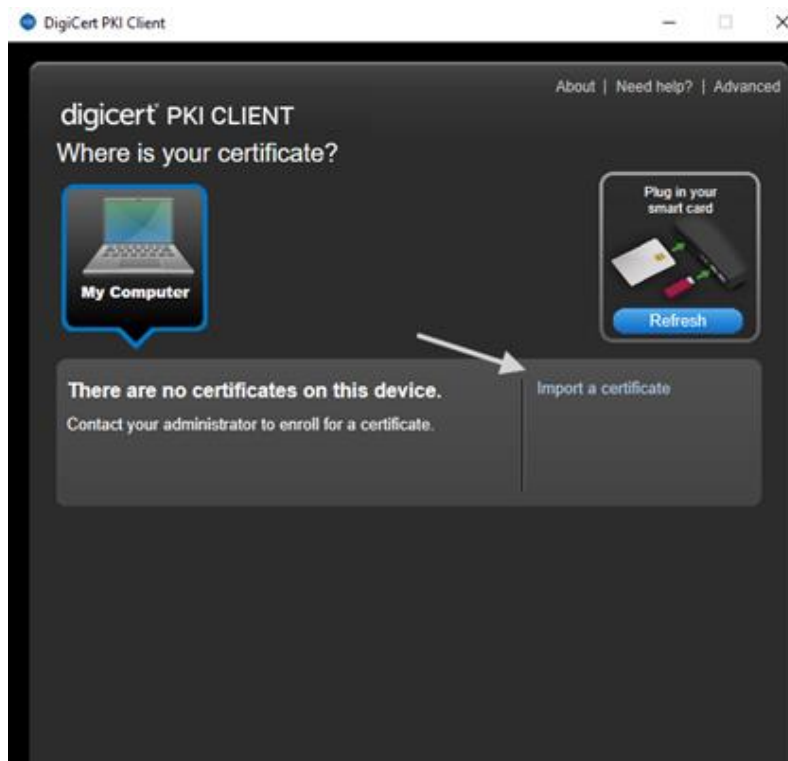 DigiCert PKI Client
About | Need help? | Advanced
digicert® PKI CLIENT
Where is your certificate?
My Computer
Plug in your
smart card
Refresh
There are no certificates on this device.
Contact your administrator to enroll for a certificate.
Import a certificate